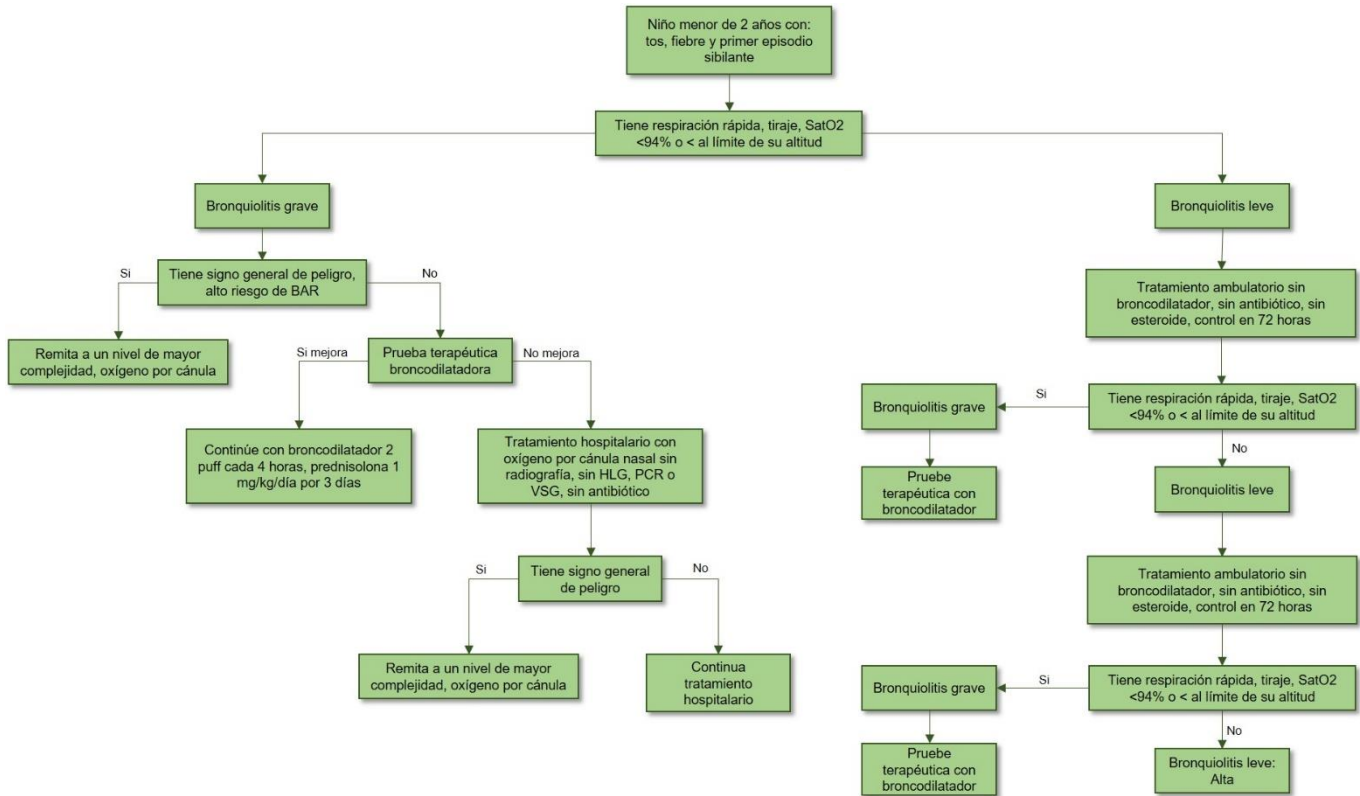 Niño menor de 2 años con:
tos, fiebre y primer episodio
sibilante
Tiene respiración rápida, tiraje, SatO2
<94% o < al límite de su altitud
Bronquiolitis grave
Bronquiolitis leve
Si
Tiene signo general de peligro,
alto riesgo de BAR
No
Remita a un nivel de mayor
complejidad, oxígeno por cánula
Si mejora
Prueba terapéutica
broncodilatadora
No mejora
Continúe con broncodilatador 2
puff cada 4 horas, prednisolona 1
mg/kg/día por 3 días
Tratamiento hospitalario con
oxígeno por cánula nasal sin
radiografía, sin HLG, PCR o
VSG, sin antibiótico
Si
Tiene signo general
de peligro
No
Remita a un nivel de mayor
complejidad, oxígeno por cánula
Continua
tratamiento
hospitalario
Tratamiento ambulatorio sin
broncodilatador, sin antibiótico, sin
esteroide, control en 72 horas
Tiene respiración rápida, tiraje, SatO2
<94% o < al límite de su altitud
Si
Bronquiolitis grave
Pruebe
terapéutica con
broncodilatador
No
Bronquiolitis leve
Tratamiento ambulatorio sin
broncodilatador, sin antibiótico, sin
esteroide, control en 72 horas
Tiene respiración rápida, tiraje, SatO2
<94% o < al límite de su altitud
Si
Bronquiolitis grave
Pruebe
terapéutica con
broncodilatador
No
Bronquiolitis leve:
Alta